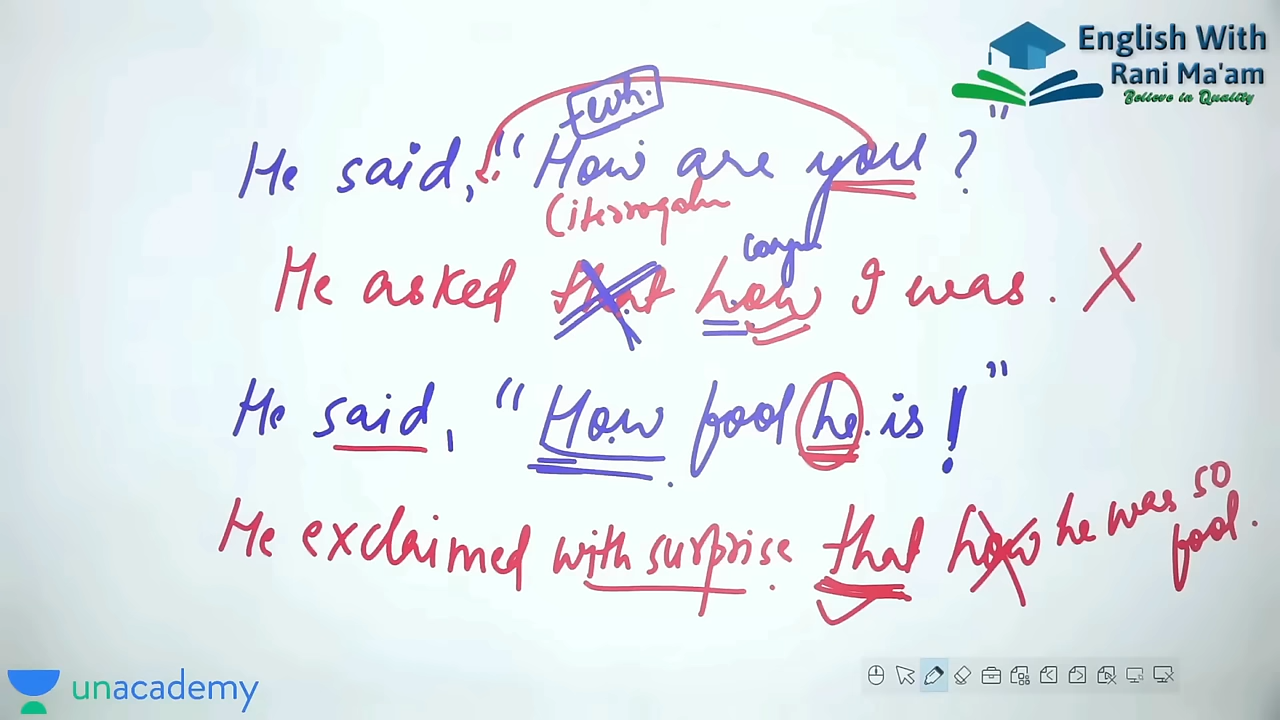 English With
Rani Ma'am
Believe in Quality
He said, "How are you?"
He asked that how I was. X
He said, "How fool he is!"
He exclaimed with surprise that how he was so
fool.
unacademy